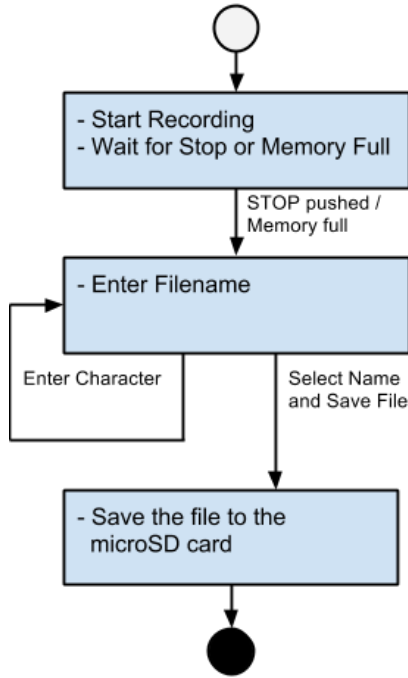 - Start Recording
- Wait for Stop or Memory Full
STOP pushed /
Memory full
- Enter Filename
Enter Character
Select Name
and Save File
- Save the file to the
microSD card